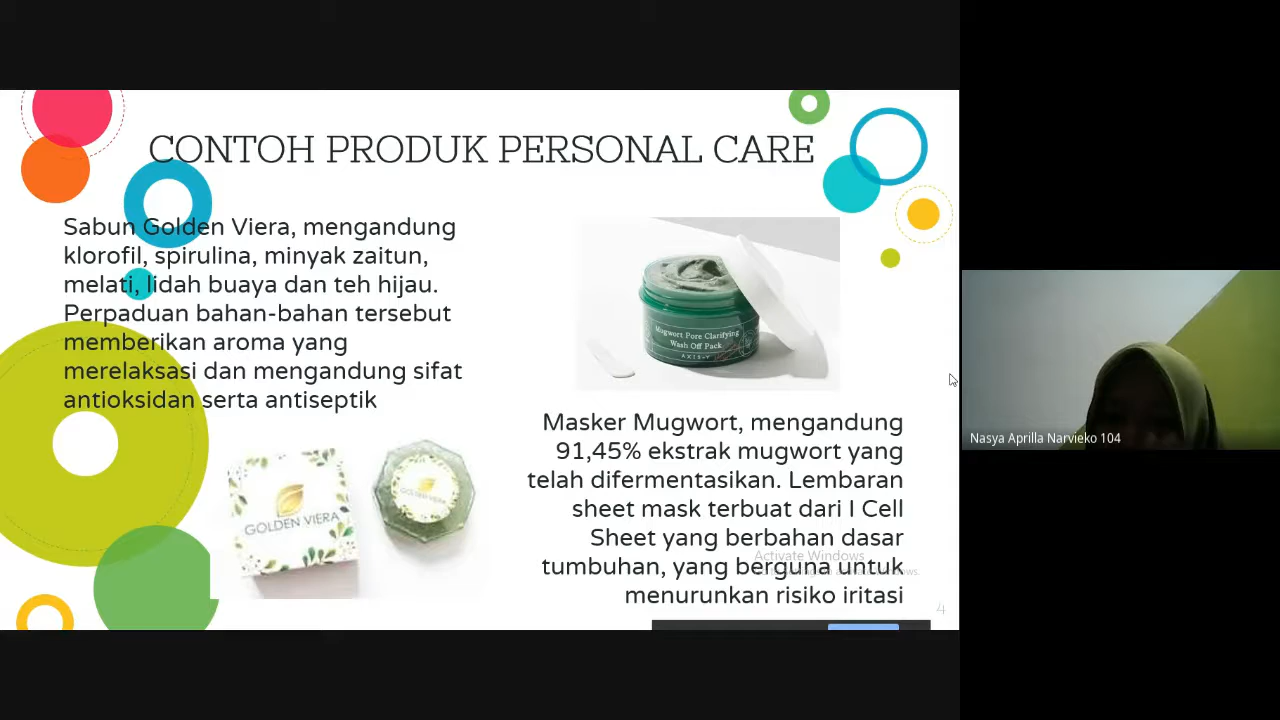 CONTOH PRODUK PERSONAL CARE
Sabun Golden Viera, mengandung
klorofil, spirulina, minyak zaitun,
melati, lidah buaya dan teh hijau.
Perpaduan bahan-bahan tersebut
memberikan aroma yang
merelaksasi dan mengandung sifat
antioksidan serta antiseptik
GOLDEN VIERA
GOLDEN VIERA
Mugwort Pore Clarifying
Wash Off Pack
AXIS-Y
Masker Mugwort, mengandung
91,45% ekstrak mugwort yang
telah difermentasikan. Lembaran
sheet mask terbuat dari I Cell
Sheet yang berbahan dasar
tumbuhan, yang berguna untuk
menurunkan risiko iritasi
Activate Windows
4
Nasya Aprilla Narvieko 104